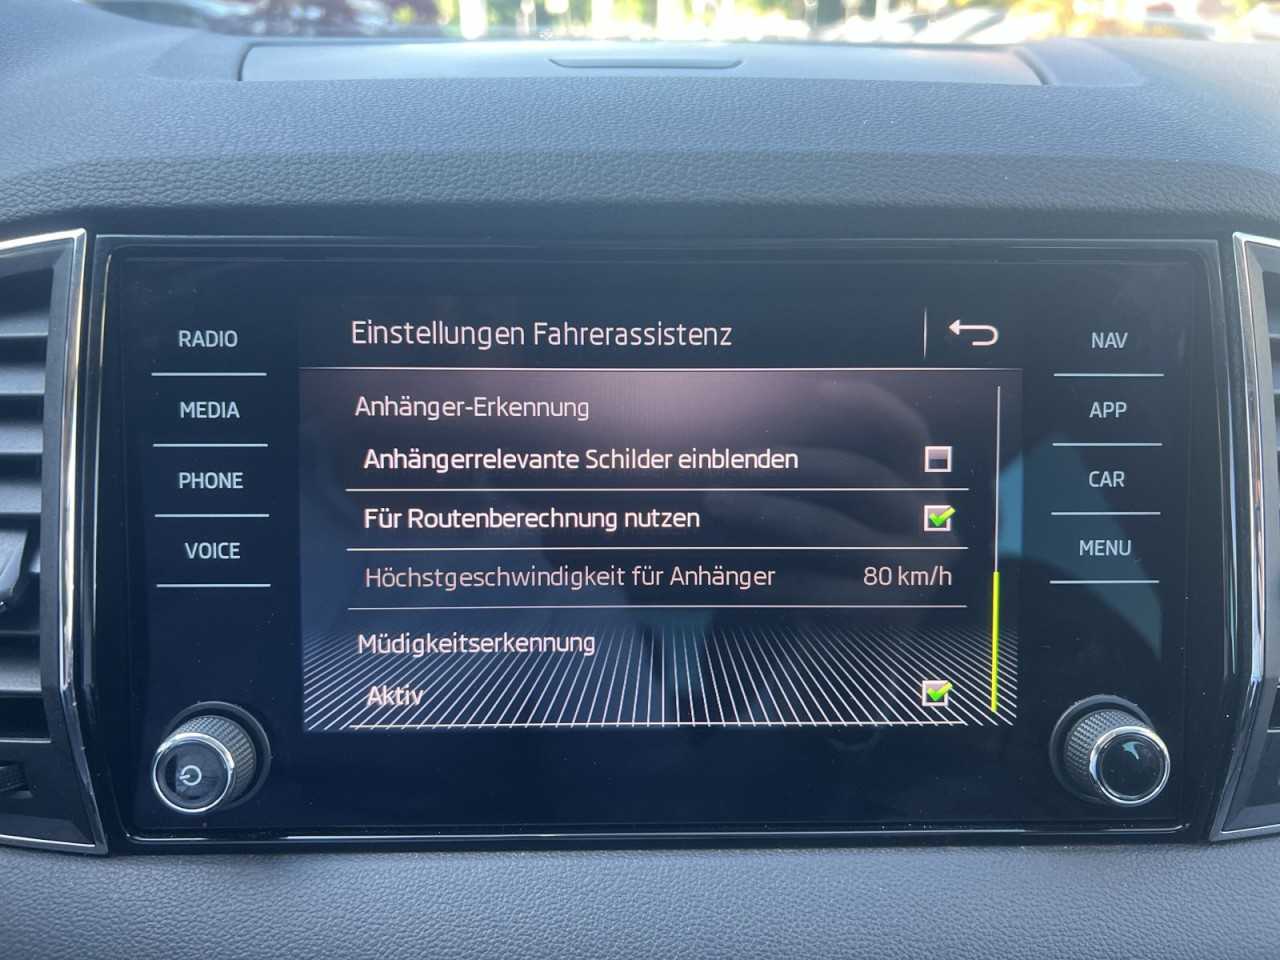 RADIO
MEDIA
PHONE
VOICE
Einstellungen Fahrerassistenz
Anhänger-Erkennung
Anhängerrelevante Schilder einblenden
Für Routenberechnung nutzen
Höchstgeschwindigkeit für Anhänger 80 km/h
Müdigkeitserkennung
Aktiv
NAV
APP
CAR
MENU